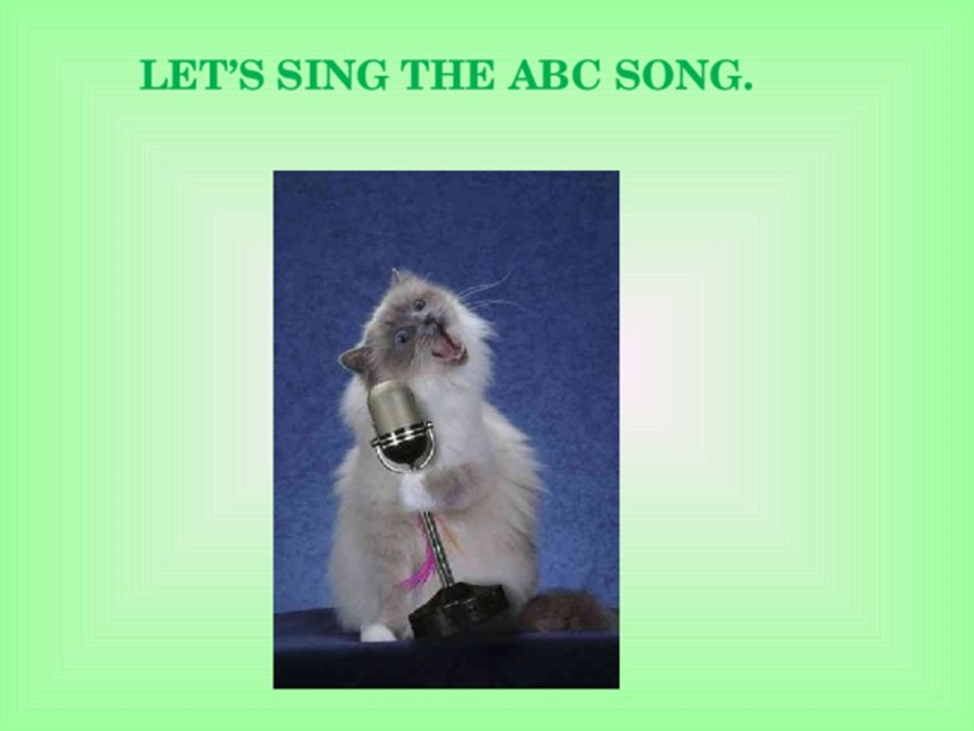 LET’S SING THE ABC SONG.